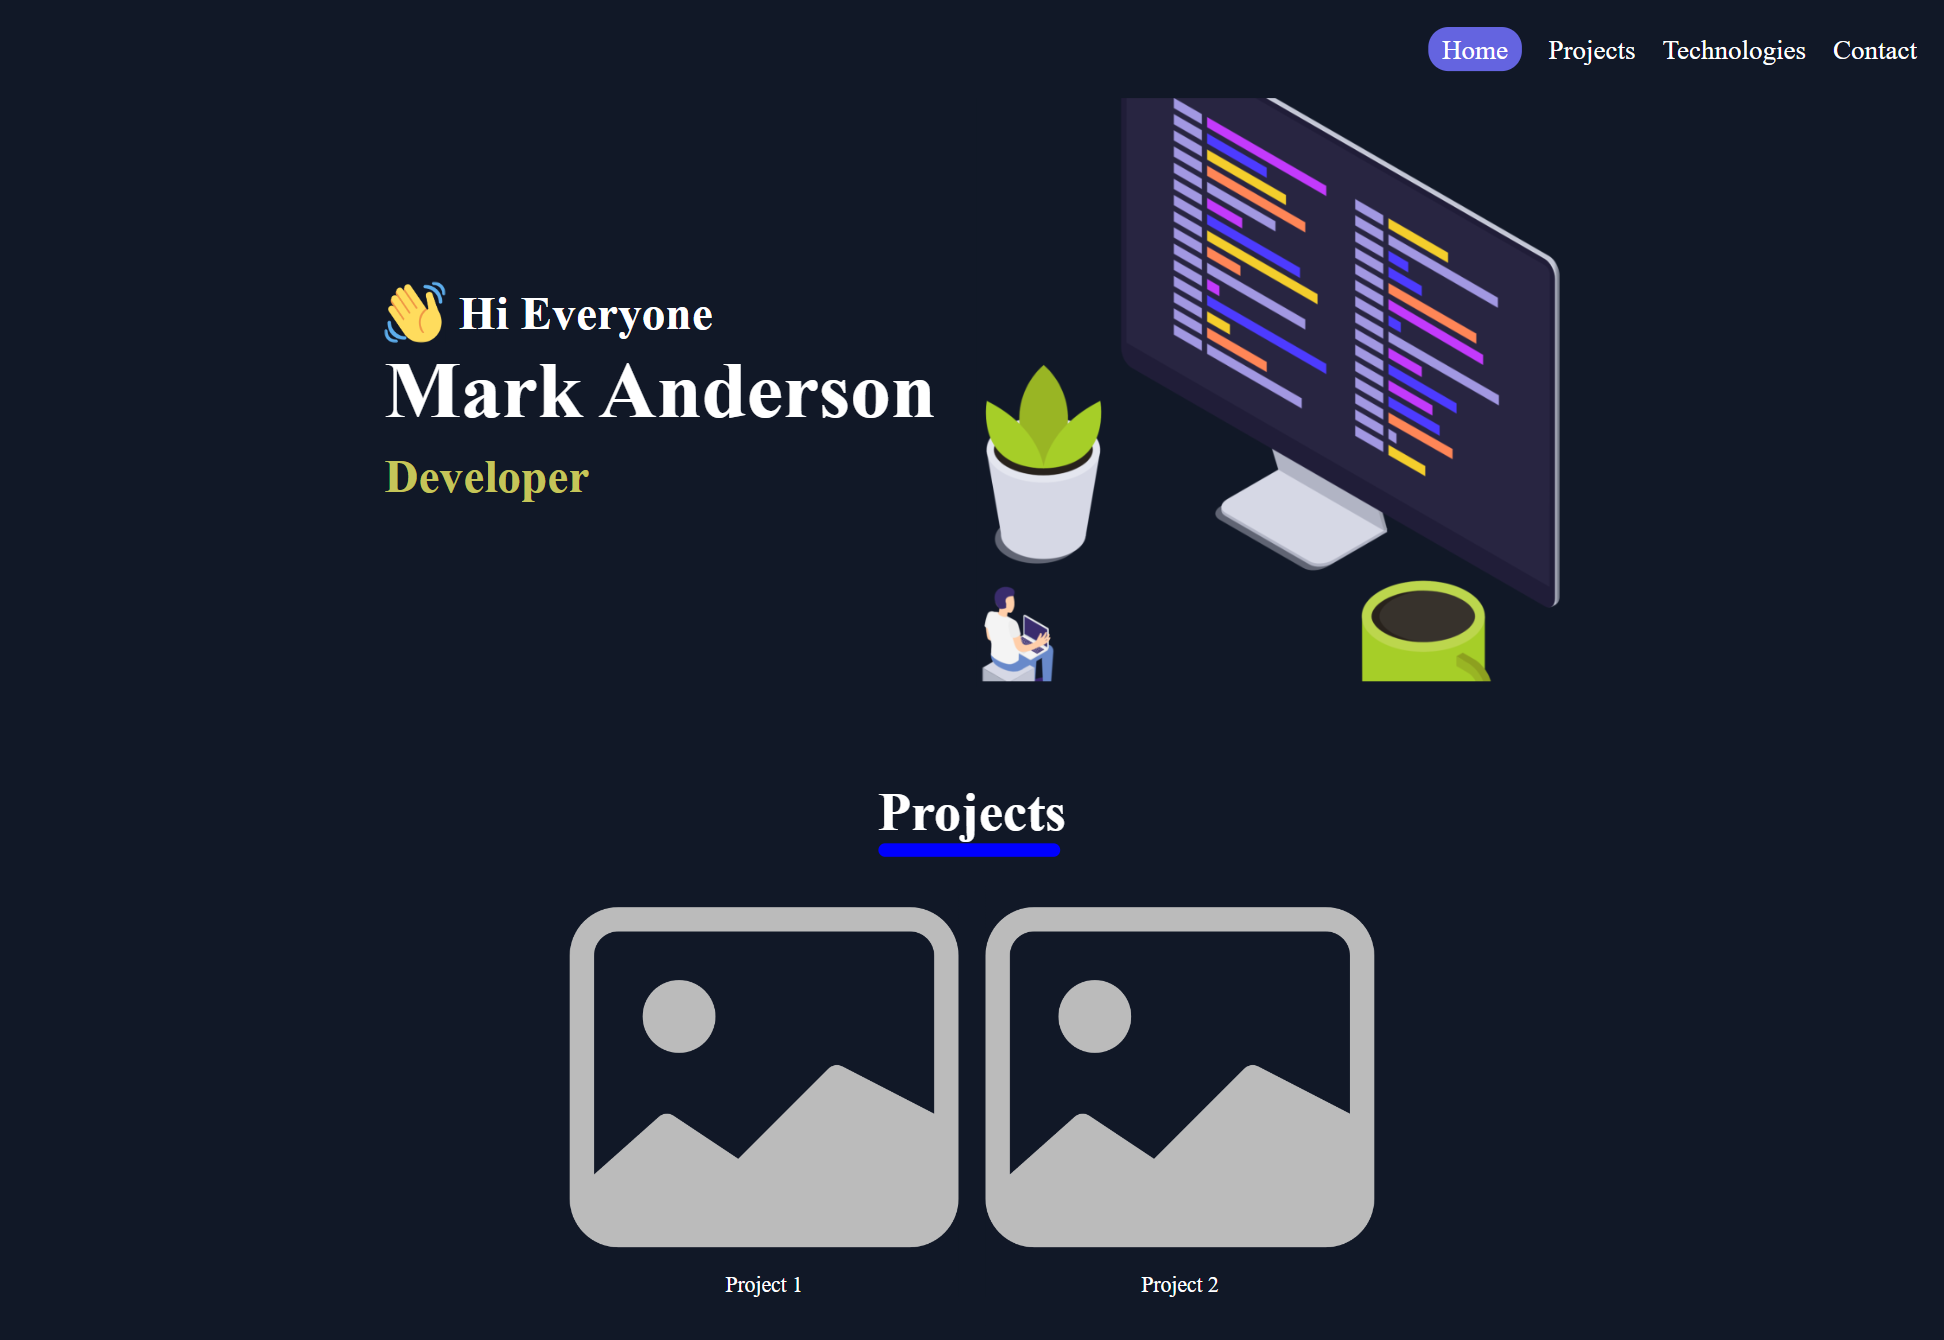 Home Projects Technologies Contact
👋 Hi Everyone
Mark Anderson
Developer
Projects
Project 1 Project 2